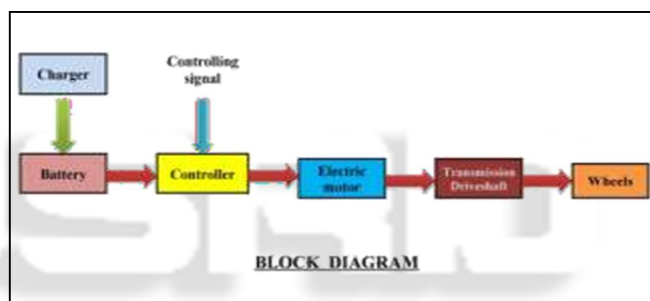 Charger
Controlling
signal
Battery
Controller
Electric
motor
Transmission
Driveshaft
Wheels
BLOCK DIAGRAM